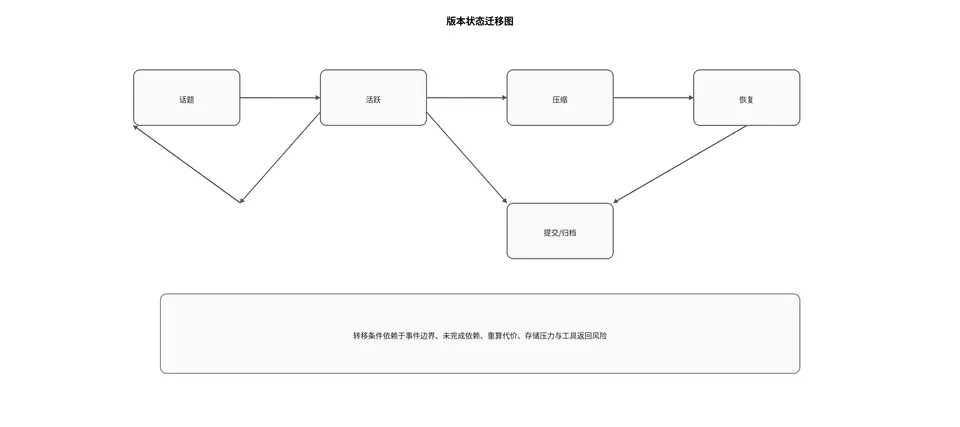 版本状态迁移图
话题
活跃
压缩
恢复
提交/归档
转移条件依赖于事件边界、未完成依赖、重算代价、存储压力与工具返回风险